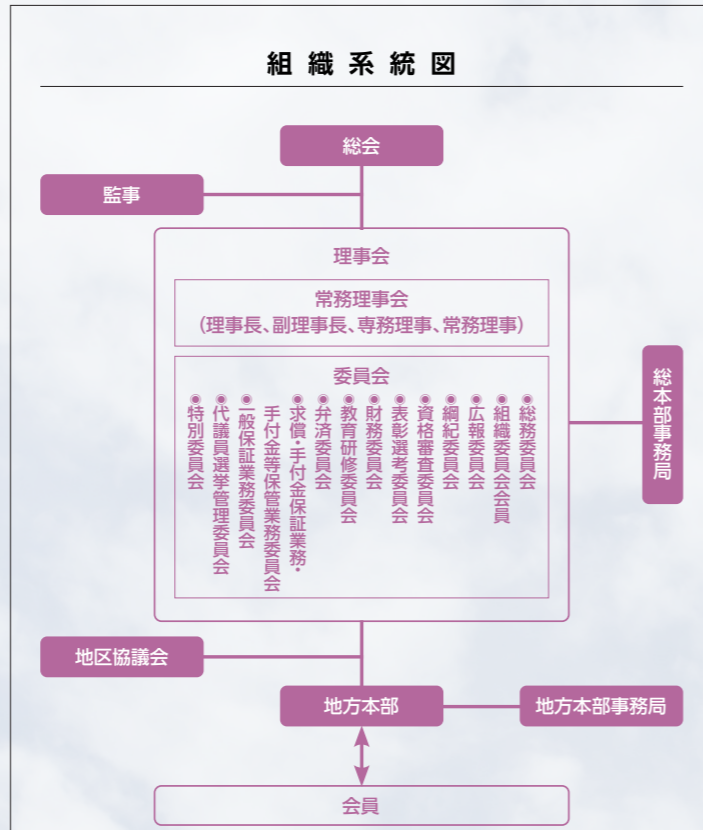 組織系統図
総会
監事
理事会
常務理事会
（理事長、副理事長、専務理事、常務理事）
委員会
◉総務委員会
◉組織委員会会員
◉広報委員会
◉綱紀委員会
◉資格審査委員会
◉表彰選考委員会
◉財務委員会
◉教育研修委員会
◉弁済委員会
◉求償・手付金保証業務・
手付金等保管業務委員会
◉一般保証業務委員会
◉代議員選挙管理委員会
◉特別委員会
総本部事務局
地区協議会
地方本部
地方本部事務局
会員